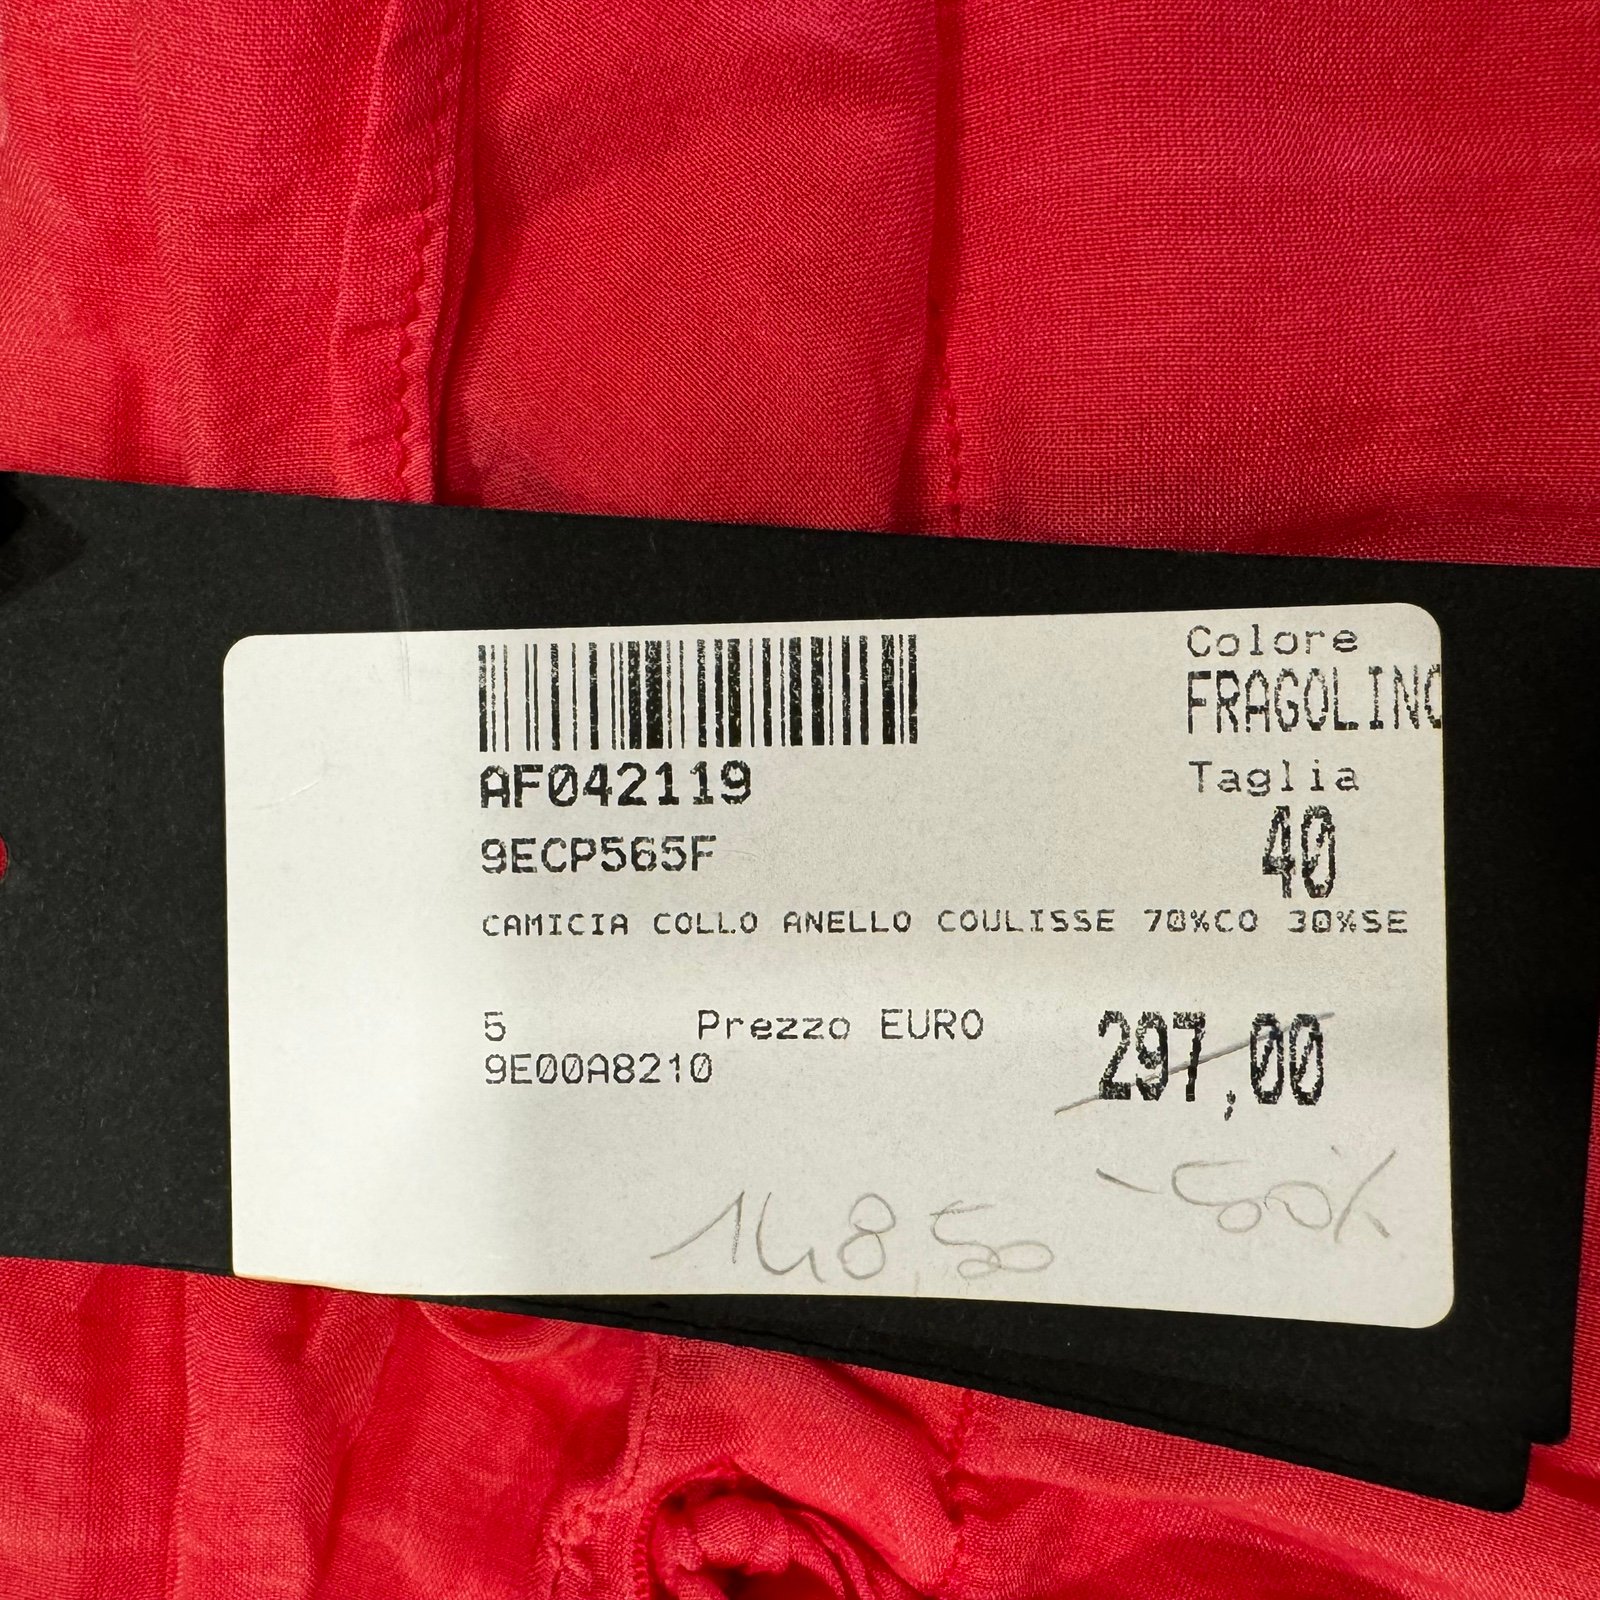 Colore
FRAGOLINO
AF042119
Taglia
9ECP565F
40
CAMICIA COLLO ANELLO COULISSE 70%CO 30%SE
5 Prezzo EURO 297,00
9E00A8210
-50%
148,50